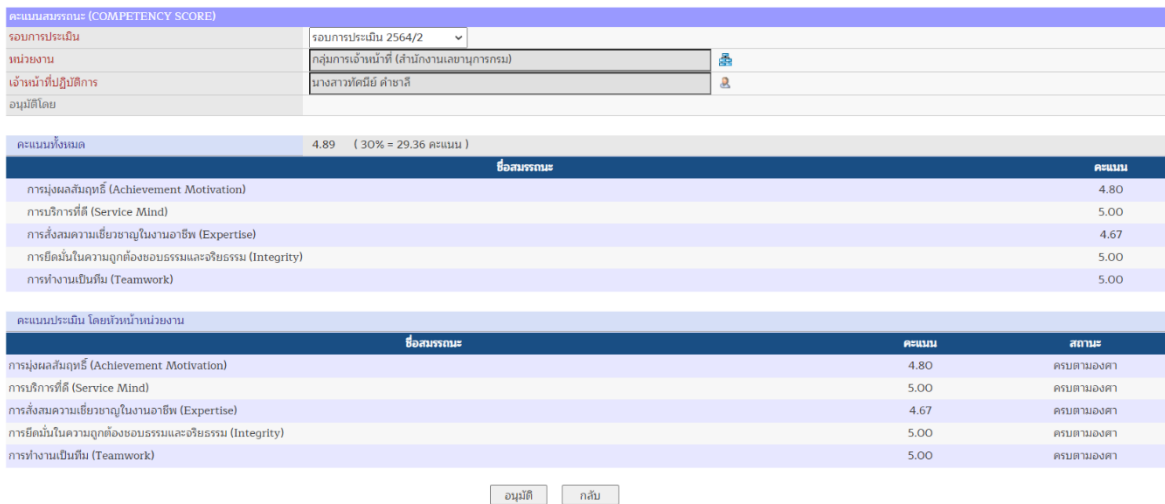 คะแนนสมรรถนะ (COMPETENCY SCORE)
รอบการประเมิน รอบการประเมิน 2564/2
หน่วยงาน กลุ่มการเจ้าหน้าที่ (สำนักงานเลขานุการกรม)
เจ้าหน้าที่ปฏิบัติการ นางสาวทัศนีย์ คำชาลี
อนุมัติโดย
คะแนนทั้งหมด 4.89 ( 30% = 29.36 คะแนน )
ชื่อสมรรถนะ คะแนน
การมุ่งผลสัมฤทธิ์ (Achievement Motivation) 4.80
การบริการที่ดี (Service Mind) 5.00
การสั่งสมความเชี่ยวชาญในงานอาชีพ (Expertise) 4.67
การยึดมั่นในความถูกต้องชอบธรรมและจริยธรรม (Integrity) 5.00
การทำงานเป็นทีม (Teamwork) 5.00
คะแนนประเมิน โดยหัวหน้าหน่วยงาน
ชื่อสมรรถนะ คะแนน สถานะ
การมุ่งผลสัมฤทธิ์ (Achievement Motivation) 4.80 ครบตามองศา
การบริการที่ดี (Service Mind) 5.00 ครบตามองศา
การสั่งสมความเชี่ยวชาญในงานอาชีพ (Expertise) 4.67 ครบตามองศา
การยึดมั่นในความถูกต้องชอบธรรมและจริยธรรม (Integrity) 5.00 ครบตามองศา
การทำงานเป็นทีม (Teamwork) 5.00 ครบตามองศา
อนุมัติ กลับ